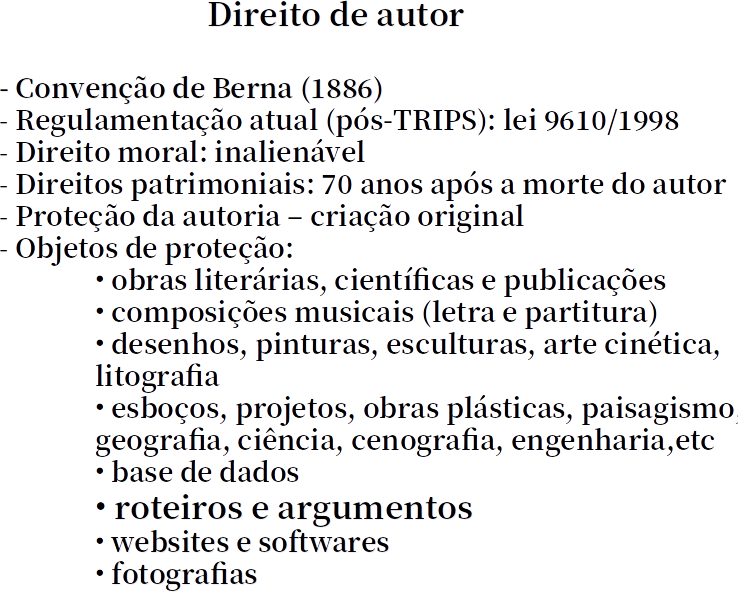 Direito de autor
- Convenção de Berna (1886)
- Regulamentação atual (pós-TRIPS): lei 9610/1998
- Direito moral: inalienável
- Direitos patrimoniais: 70 anos após a morte do autor
- Proteção da autoria – criação original
- Objetos de proteção:
• obras literárias, científicas e publicações
• composições musicais (letra e partitura)
• desenhos, pinturas, esculturas, arte cinética,
litografia
• esboços, projetos, obras plásticas, paisagismo,
geografia, ciência, cenografia, engenharia,etc
• base de dados
• roteiros e argumentos
• websites e softwares
• fotografias